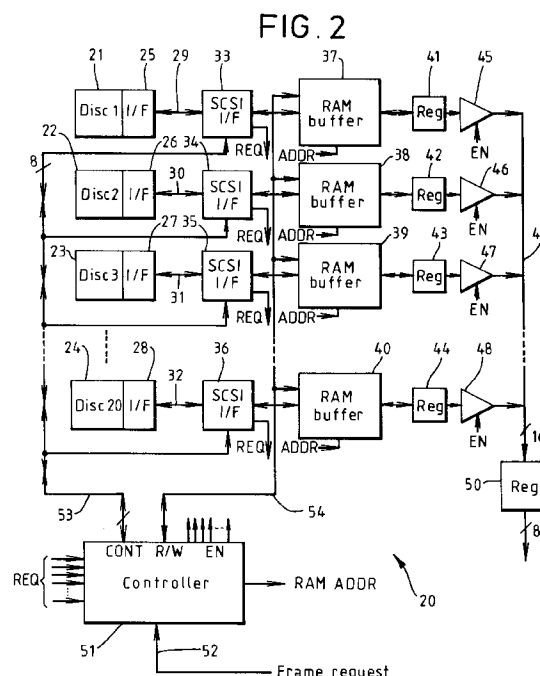 FIG. 2
21 25 29 33 37 41 45
Disc 1 I/F SCSI I/F RAM buffer Reg
REQ ADDR EN
8
22 26 34 38 42 46
Disc 2 I/F 30 SCSI I/F RAM buffer Reg
REQ ADDR EN
23 27 35 39 43 47
Disc 3 I/F 31 SCSI I/F RAM buffer Reg
REQ ADDR EN
24 28 36 40 44 48
Disc 20 I/F 32 SCSI I/F RAM buffer Reg
REQ ADDR EN
50 Reg
8
53 54
CONT R/W EN
REQ Controller RAM ADDR
20
51 52
Frame request